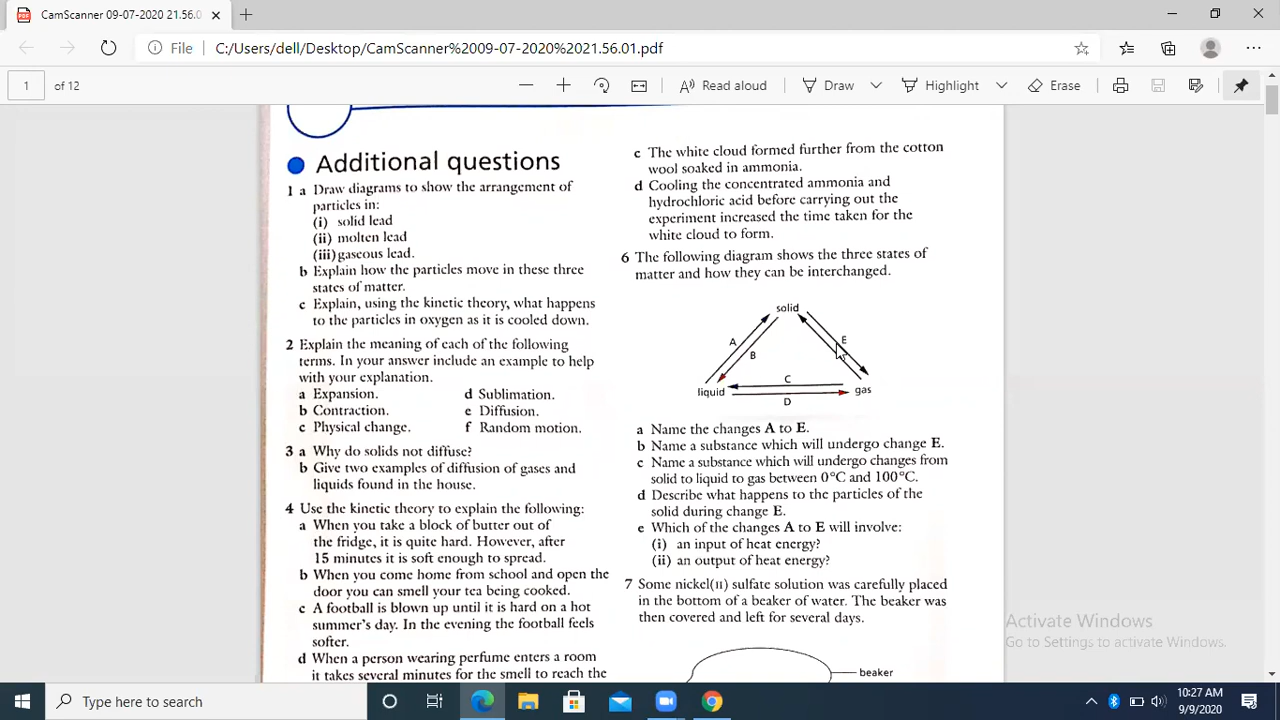 CamScanner 09-07-2020 21.56.0
File
C:/Users/dell/Desktop/CamScanner%2009-07-2020%2021.56.01.pdf
1
of 12
Read aloud
Draw
Highlight
Erase
Additional questions
1 a Draw diagrams to show the arrangement of
particles in:
(i) solid lead
(ii) molten lead
(iii) gaseous lead.
b Explain how the particles move in these three
states of matter.
c Explain, using the kinetic theory, what happens
to the particles in oxygen as it is cooled down.
2 Explain the meaning of each of the following
terms. In your answer include an example to help
with your explanation.
a Expansion.
b Contraction.
c Physical change.
d Sublimation.
e Diffusion.
f Random motion.
3 a Why do solids not diffuse?
b Give two examples of diffusion of gases and
liquids found in the house.
4 Use the kinetic theory to explain the following:
a When you take a block of butter out of
the fridge, it is quite hard. However, after
15 minutes it is soft enough to spread.
b When you come home from school and open the
door you can smell your tea being cooked.
c A football is blown up until it is hard on a hot
summer's day. In the evening the football feels
softer.
d When a person wearing perfume enters a room
it takes several minutes for the smell to reach the
c The white cloud formed further from the cotton
wool soaked in ammonia.
d Cooling the concentrated ammonia and
hydrochloric acid before carrying out the
experiment increased the time taken for the
white cloud to form.
6 The following diagram shows the three states of
matter and how they can be interchanged.
solid
A
B
E
C
liquid
gas
D
a Name the changes A to E.
b Name a substance which will undergo change E.
c Name a substance which will undergo changes from
solid to liquid to gas between 0°C and 100°C.
d Describe what happens to the particles of the
solid during change E.
e Which of the changes A to E will involve:
(i) an input of heat energy?
(ii) an output of heat energy?
7 Some nickel(II) sulfate solution was carefully placed
in the bottom of a beaker of water. The beaker was
then covered and left for several days.
beaker
Activate Windows
Go to Settings to activate Windows.
Type here to search
10:27 AM
9/9/2020